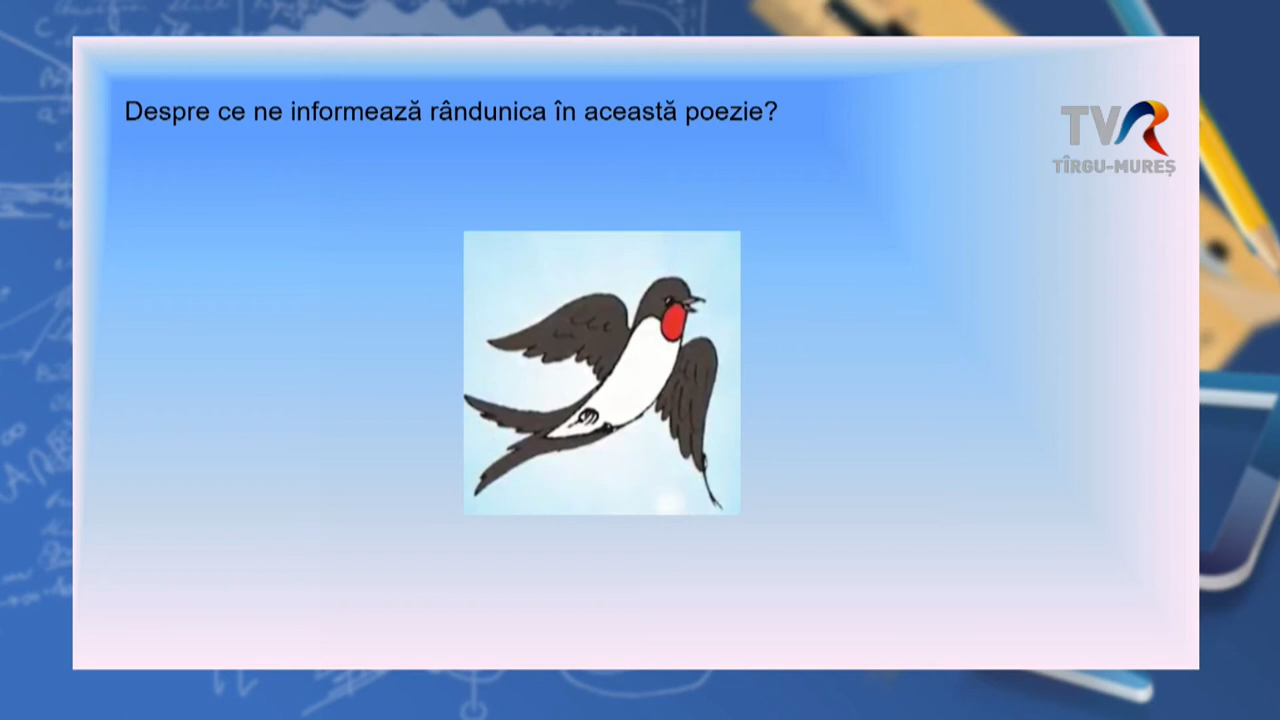 Despre ce ne informează rândunica în această poezie?
TVR
TÎRGU-MUREȘ